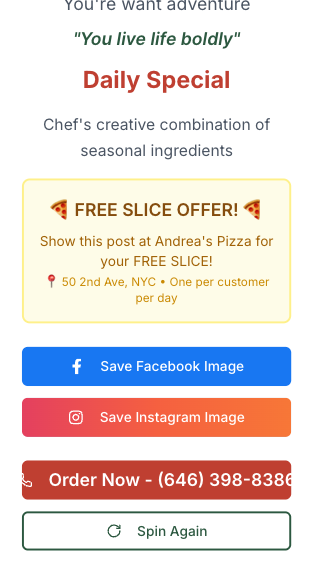 You're want adventure
"You live life boldly"
Daily Special
Chef's creative combination of
seasonal ingredients
🍕 FREE SLICE OFFER! 🍕
Show this post at Andrea's Pizza for
your FREE SLICE!
📍 50 2nd Ave, NYC • One per customer
per day
Save Facebook Image
Save Instagram Image
Order Now - (646) 398-8386
Spin Again